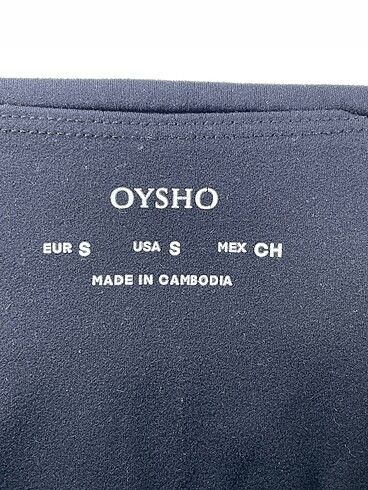 OYSHO
EUR S USA S MEX CH
MADE IN CAMBODIA